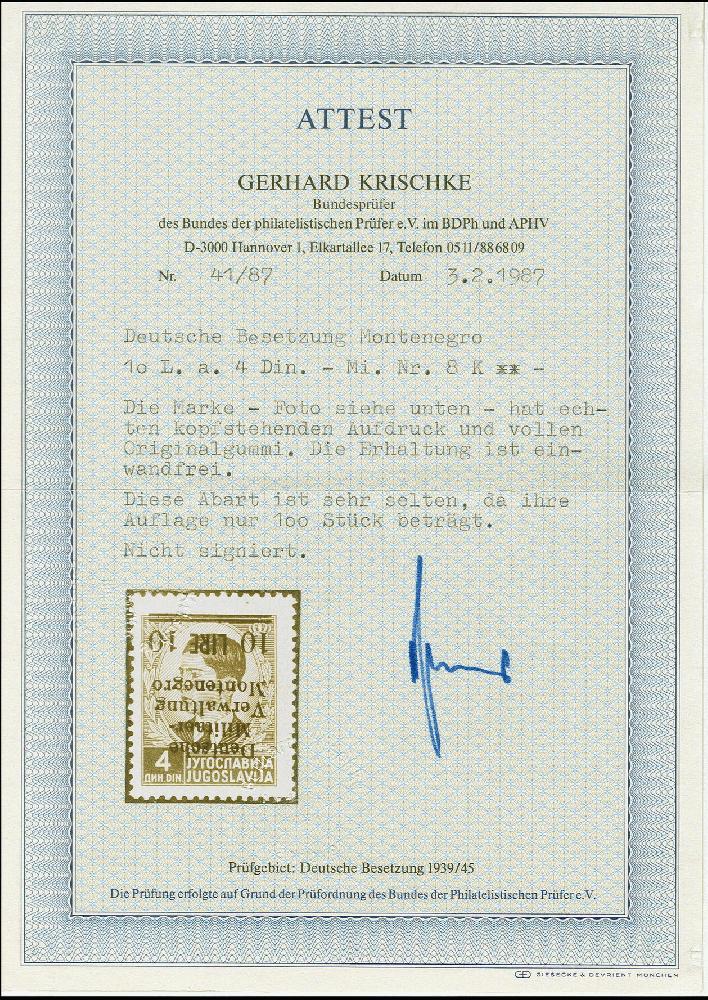 ATTEST
GERHARD KRISCHKE
Bundesprüfer
des Bundes der philatelistischen Prüfer e.V. im BDPh und APHV
D-3000 Hannover 1, Elkartallee 17, Telefon 0511/886809
Nr. 41/87 Datum 3.2.1987
Deutsche Besetzung Montenegro
1o L. a. 4 Din. - Mi. Nr. 8 K ** -
Die Marke - Foto siehe unten - hat ech-
ten kopfstehenden Aufdruck und vollen
Originalgummi. Die Erhaltung ist ein-
wandfrei.
Diese Abart ist sehr selten, da ihre
Auflage nur 1oo Stück beträgt.
Nicht signiert.
10 LIRE 10
Montenegro
Verwaltung
Militaer-
Deutsche
4 ЈУГОСЛАВИЈА
ДИН. DIN JUGOSLAVIJA
Prüfgebiet: Deutsche Besetzung 1939/45
Die Prüfung erfolgte auf Grund der Prüfordnung des Bundes der Philatelistischen Prüfer e.V.
GIESECKE & DEVRIENT MÜNCHEN